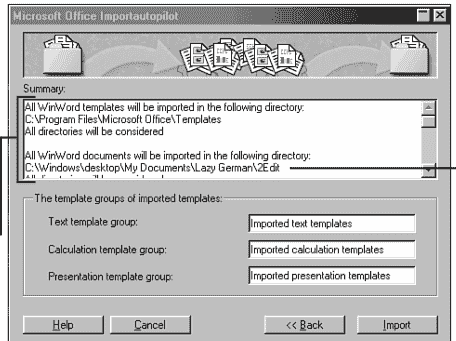 Microsoft Office Importautopilot
Summary:
All WinWord templates will be imported in the following directory:
C:\Program Files\Microsoft Office\Templates
All directories will be considered
All WinWord documents will be imported in the following directory:
C:\Windows\desktop\My Documents\Lazy German\2Edit
The template groups of imported templates:
Text template group: Imported text templates
Calculation template group: Imported calculation templates
Presentation template group: Imported presentation templates
Help Cancel << Back Import